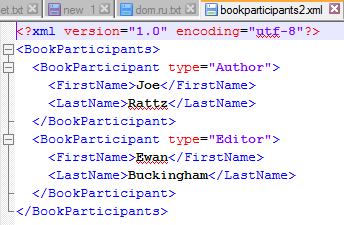 et.txt new 1 dom.ru.txt bookparticipants2.xml
<?xml version="1.0" encoding="utf-8"?>
<BookParticipants>
<BookParticipant type="Author">
<FirstName>Joe</FirstName>
<LastName>Rattz</LastName>
</BookParticipant>
<BookParticipant type="Editor">
<FirstName>Ewan</FirstName>
<LastName>Buckingham</LastName>
</BookParticipant>
</BookParticipants>